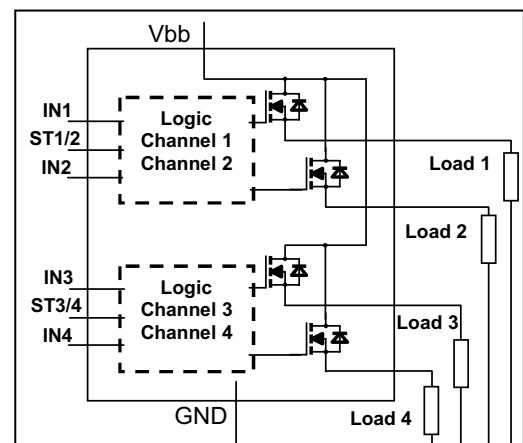 Vbb
IN1
ST1/2
IN2
Logic
Channel 1
Channel 2
Load 1
Load 2
IN3
ST3/4
IN4
Logic
Channel 3
Channel 4
Load 3
Load 4
GND